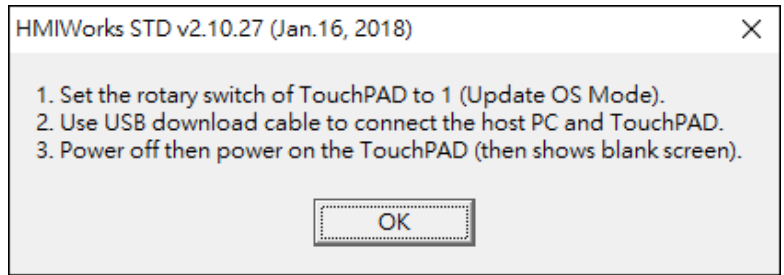 HMIWorks STD v2.10.27 (Jan.16, 2018)
1. Set the rotary switch of TouchPAD to 1 (Update OS Mode).
2. Use USB download cable to connect the host PC and TouchPAD.
3. Power off then power on the TouchPAD (then shows blank screen).
OK